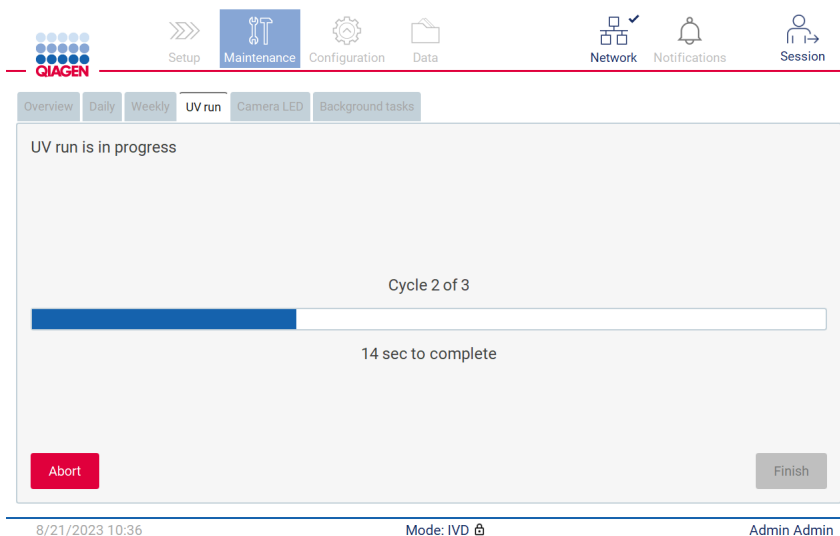 QIAGEN
Setup Maintenance Configuration Data Network Notifications Session
Overview Daily Weekly UV run Camera LED Background tasks
UV run is in progress
Cycle 2 of 3
14 sec to complete
Abort Finish
8/21/2023 10:36 Mode: IVD Admin Admin